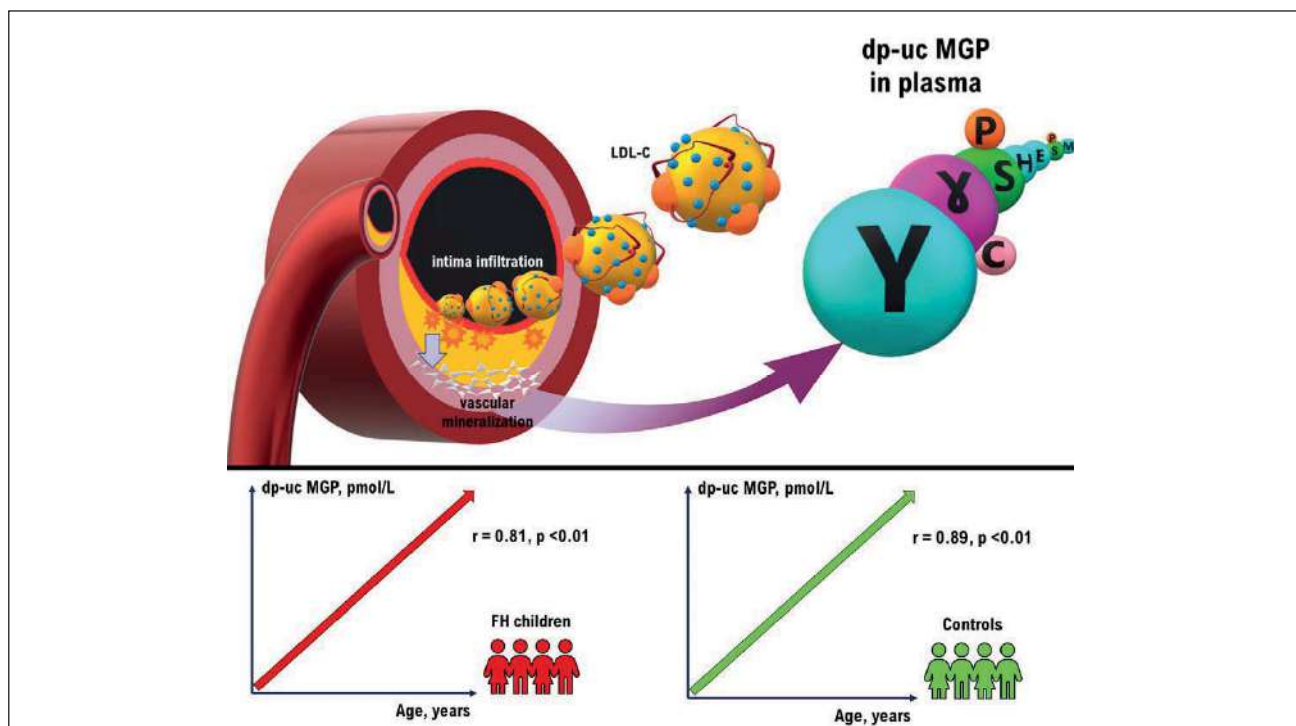 dp-uc MGP
in plasma
LDL-C
P
P
Y
ɣ
S
H
E
S
M
C
intima infiltration
vascular
mineralization
dp-uc MGP, pmol/L
r = 0.81, p <0.01
FH children
Age, years
dp-uc MGP, pmol/L
r = 0.89, p <0.01
Controls
Age, years